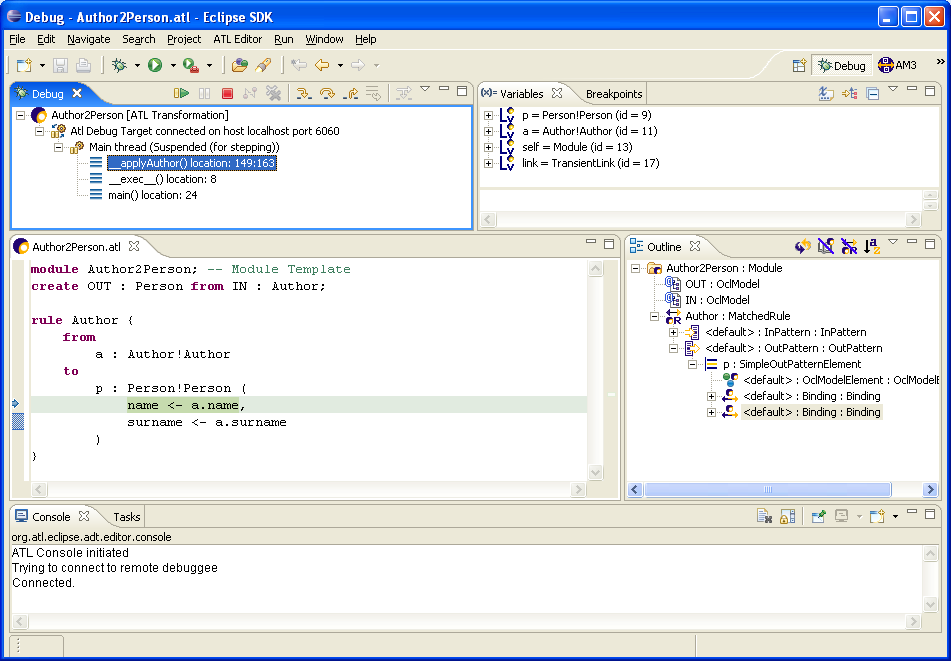 Debug - Author2Person.atl - Eclipse SDK
File Edit Navigate Search Project ATL Editor Run Window Help
Debug AM3 »
Debug
Author2Person [ATL Transformation]
Atl Debug Target connected on host localhost port 6060
Main thread (Suspended (for stepping))
__applyAuthor() location: 149:163
__exec__() location: 8
main() location: 24
(x)= Variables Breakpoints
p = Person!Person (id = 9)
a = Author!Author (id = 11)
self = Module (id = 13)
link = TransientLink (id = 17)
Author2Person.atl
module Author2Person; -- Module Template
create OUT : Person from IN : Author;
rule Author {
from
a : Author!Author
to
p : Person!Person (
name <- a.name,
surname <- a.surname
)
}
Outline
Author2Person : Module
OUT : OclModel
IN : OclModel
Author : MatchedRule
<default> : InPattern : InPattern
<default> : OutPattern : OutPattern
p : SimpleOutPatternElement
<default> : OclModelElement : OclModelE
<default> : Binding : Binding
<default> : Binding : Binding
Console Tasks
org.atl.eclipse.adt.editor.console
ATL Console initiated
Trying to connect to remote debuggee
Connected.